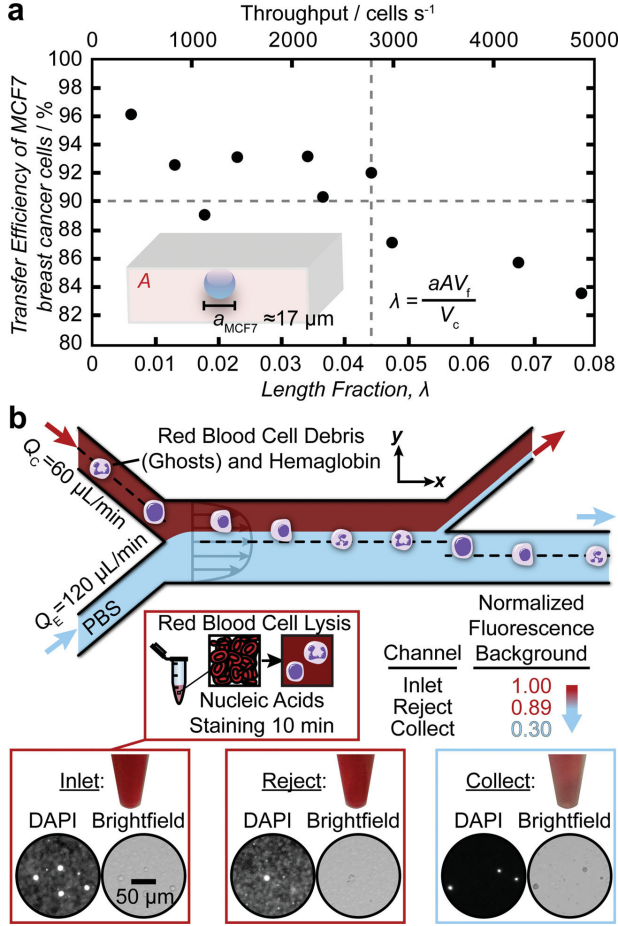 a
Throughput / cells s⁻¹
0 1000 2000 3000 4000 5000
Transfer Efficiency of MCF7
breast cancer cells / %
100
98
96
94
92
90
88
86
84
82
80
A
aMCF7 ≈17 µm
λ = aAVf / Vc
0 0.01 0.02 0.03 0.04 0.05 0.06 0.07 0.08
Length Fraction, λ
b
QC=60 µL/min
Red Blood Cell Debris
(Ghosts) and Hemaglobin
y
x
QE=120 µL/min
PBS
Red Blood Cell Lysis
Nucleic Acids
Staining 10 min
Normalized
Fluorescence
Channel Background
Inlet 1.00
Reject 0.89
Collect 0.30
Inlet:
DAPI Brightfield
50 µm
Reject:
DAPI Brightfield
Collect:
DAPI Brightfield